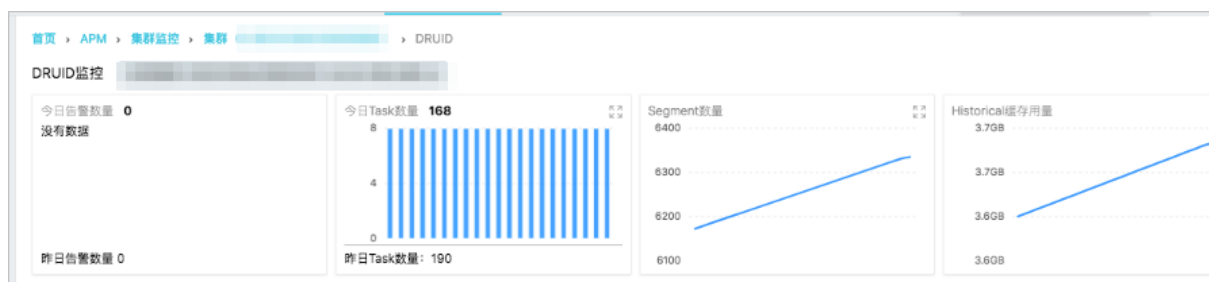 首页 › APM › 集群监控 › 集群 › DRUID
DRUID监控
今日告警数量 0
没有数据
昨日告警数量 0
今日Task数量 168
8
4
0
昨日Task数量：190
Segment数量
6400
6300
6200
6100
Historical缓存用量
3.7GB
3.7GB
3.6GB
3.6GB